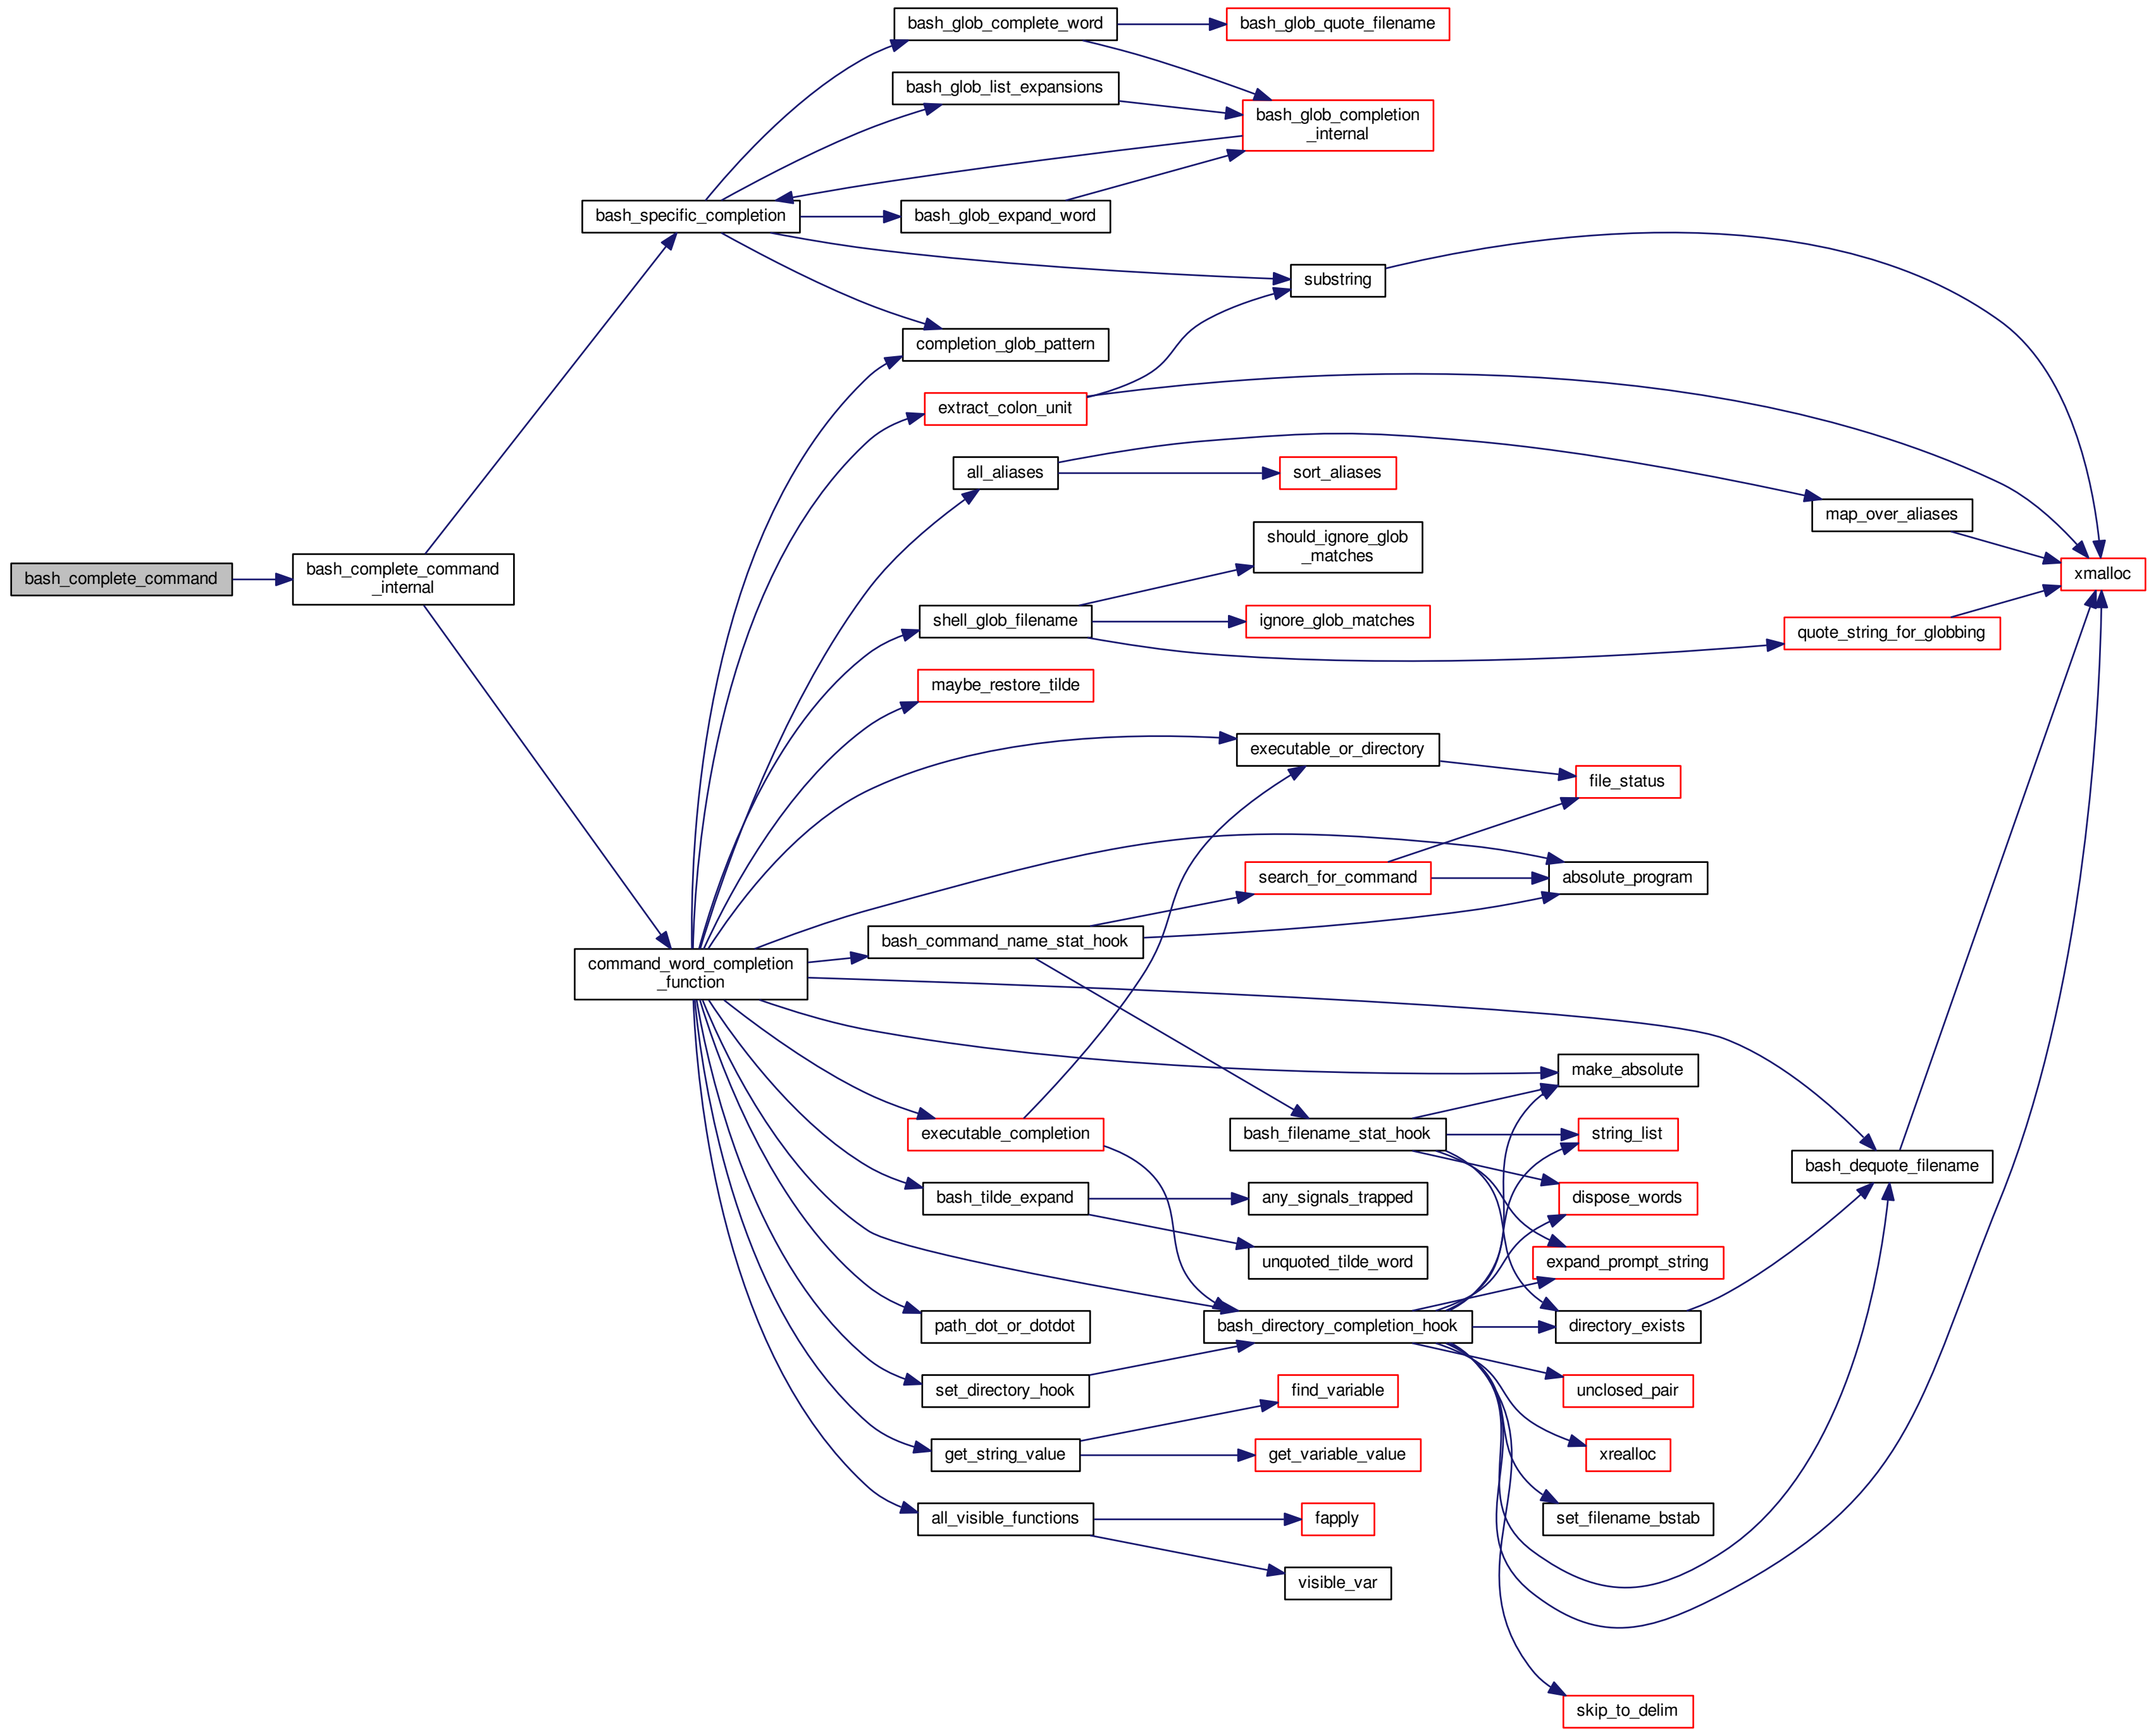 bash_complete_command
bash_complete_command
_internal
bash_specific_completion
command_word_completion
_function
bash_glob_complete_word
bash_glob_list_expansions
bash_glob_expand_word
completion_glob_pattern
extract_colon_unit
all_aliases
shell_glob_filename
maybe_restore_tilde
bash_command_name_stat_hook
executable_completion
bash_tilde_expand
path_dot_or_dotdot
set_directory_hook
get_string_value
all_visible_functions
bash_glob_quote_filename
bash_glob_completion
_internal
substring
sort_aliases
should_ignore_glob
_matches
ignore_glob_matches
executable_or_directory
search_for_command
bash_filename_stat_hook
any_signals_trapped
unquoted_tilde_word
bash_directory_completion_hook
find_variable
get_variable_value
fapply
visible_var
file_status
absolute_program
make_absolute
string_list
dispose_words
expand_prompt_string
directory_exists
unclosed_pair
xrealloc
set_filename_bstab
skip_to_delim
map_over_aliases
quote_string_for_globbing
bash_dequote_filename
xmalloc